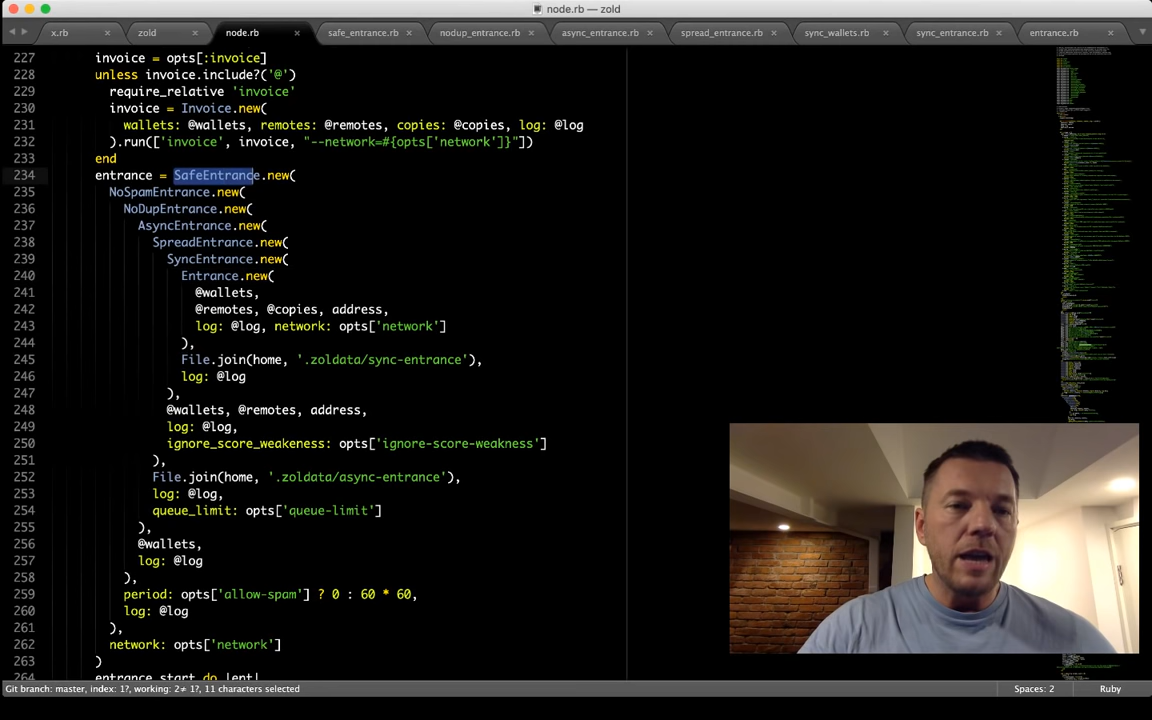 node.rb — zold
x.rb × zold × node.rb × safe_entrance.rb × nodup_entrance.rb × async_entrance.rb × spread_entrance.rb × sync_wallets.rb × sync_entrance.rb × entrance.rb ×
227 invoice = opts[:invoice]
228 unless invoice.include?('@')
229 require_relative 'invoice'
230 invoice = Invoice.new(
231 wallets: @wallets, remotes: @remotes, copies: @copies, log: @log
232 ).run(['invoice', invoice, "--network=#{opts['network']}"])
233 end
234 entrance = SafeEntrance.new(
235 NoSpamEntrance.new(
236 NoDupEntrance.new(
237 AsyncEntrance.new(
238 SpreadEntrance.new(
239 SyncEntrance.new(
240 Entrance.new(
241 @wallets,
242 @remotes, @copies, address,
243 log: @log, network: opts['network']
244 ),
245 File.join(home, '.zoldata/sync-entrance'),
246 log: @log
247 ),
248 @wallets, @remotes, address,
249 log: @log,
250 ignore_score_weakeness: opts['ignore-score-weakness']
251 ),
252 File.join(home, '.zoldata/async-entrance'),
253 log: @log,
254 queue_limit: opts['queue-limit']
255 ),
256 @wallets,
257 log: @log
258 ),
259 period: opts['allow-spam'] ? 0 : 60 * 60,
260 log: @log
261 ),
262 network: opts['network']
263 )
264 entrance.start do |ent|
Git branch: master, index: 1?, working: 2≠ 1?, 11 characters selected Spaces: 2 Ruby